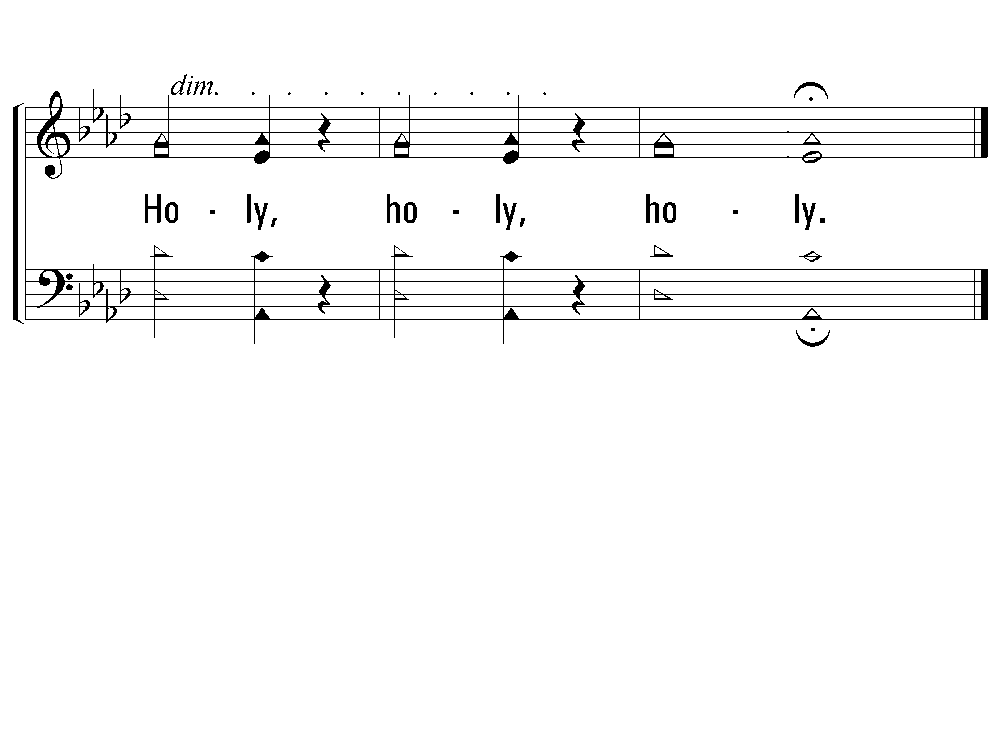 dim. . . . . . . . . .
Ho - ly, ho - ly, ho - ly.